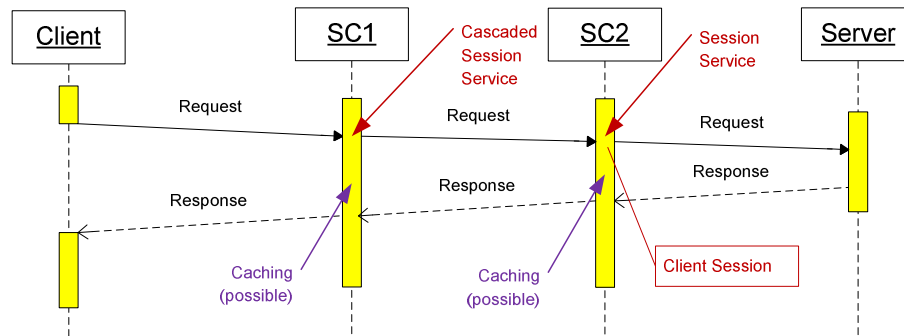 Client
SC1
SC2
Server
Cascaded
Session
Service
Session
Service
Request
Request
Request
Response
Response
Response
Caching
(possible)
Caching
(possible)
Client Session